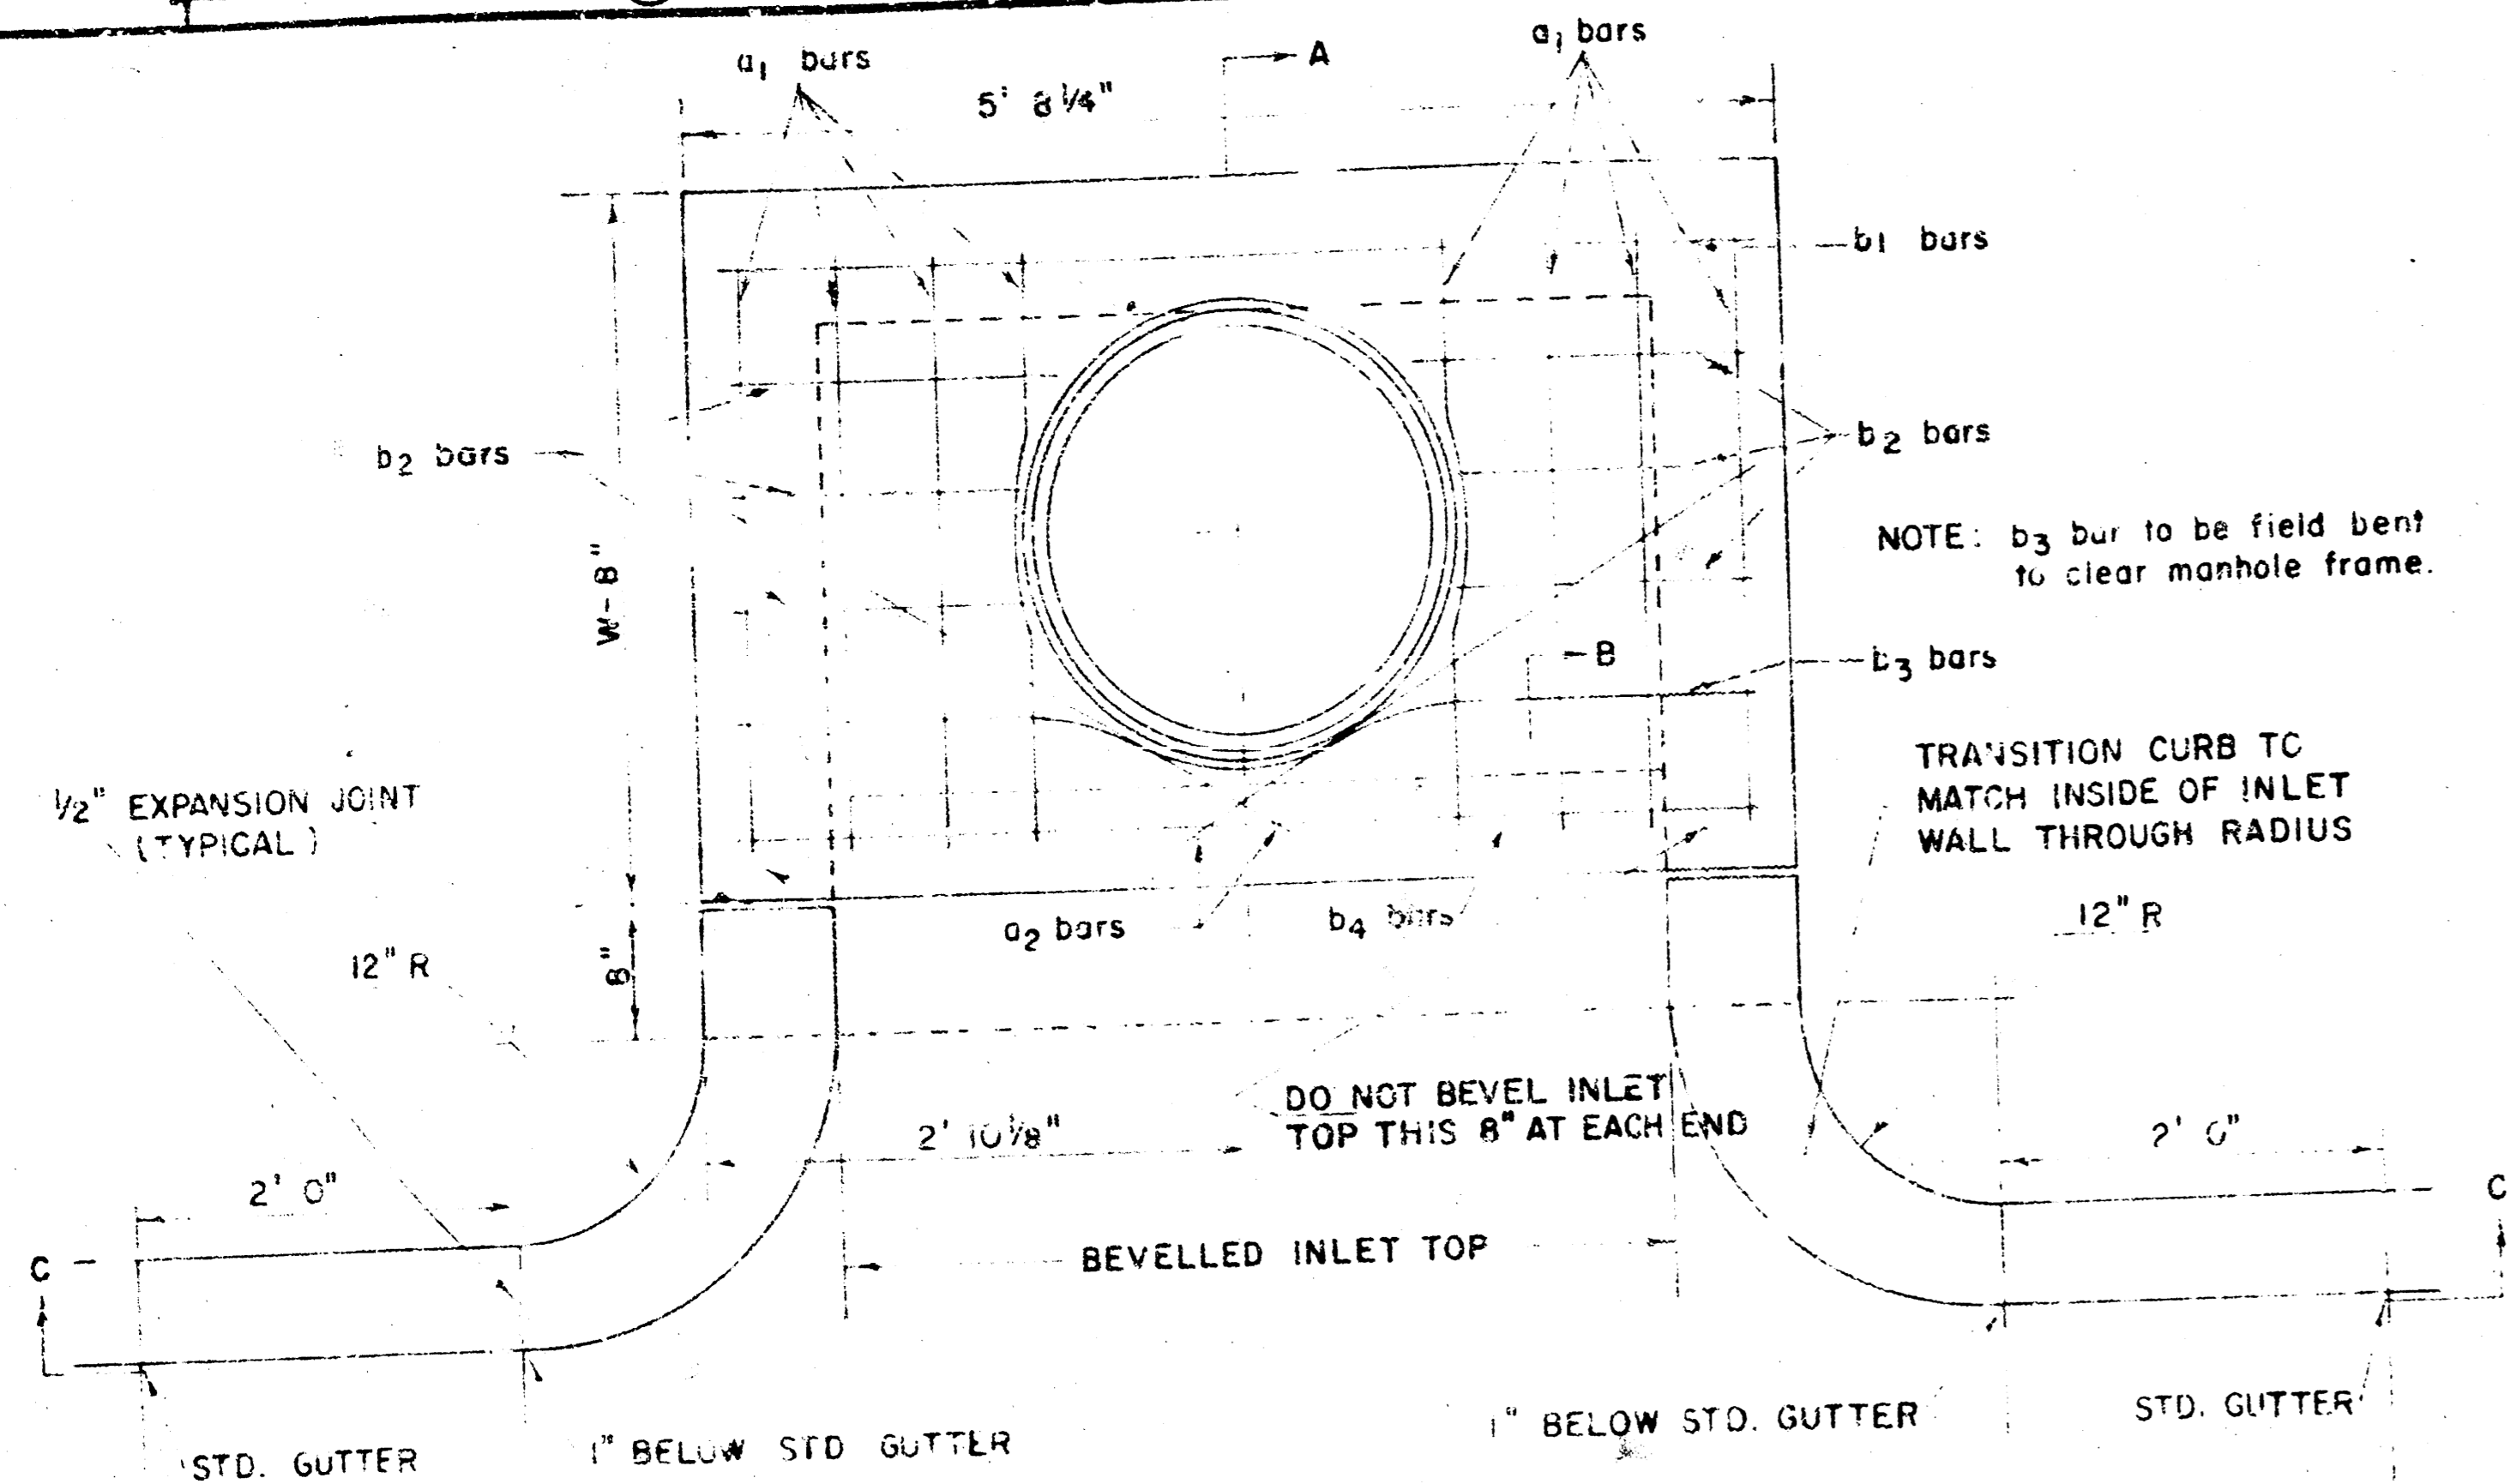 a1 bars
a1 bars
A
5' 8 1/4"
b1 bars
b2 bars
b2 bars
NOTE: b3 bar to be field bent
to clear manhole frame.
W-8"
B
b3 bars
TRANSITION CURB TO
MATCH INSIDE OF INLET
WALL THROUGH RADIUS
1/2" EXPANSION JOINT
(TYPICAL)
12" R
a2 bars
b4 bars
12" R
8"
DO NOT BEVEL INLET
TOP THIS 8" AT EACH END
2' 10 1/8"
2' 0"
2' 0"
C
C
BEVELLED INLET TOP
STD. GUTTER
1" BELOW STD GUTTER
1" BELOW STD. GUTTER
STD. GUTTER